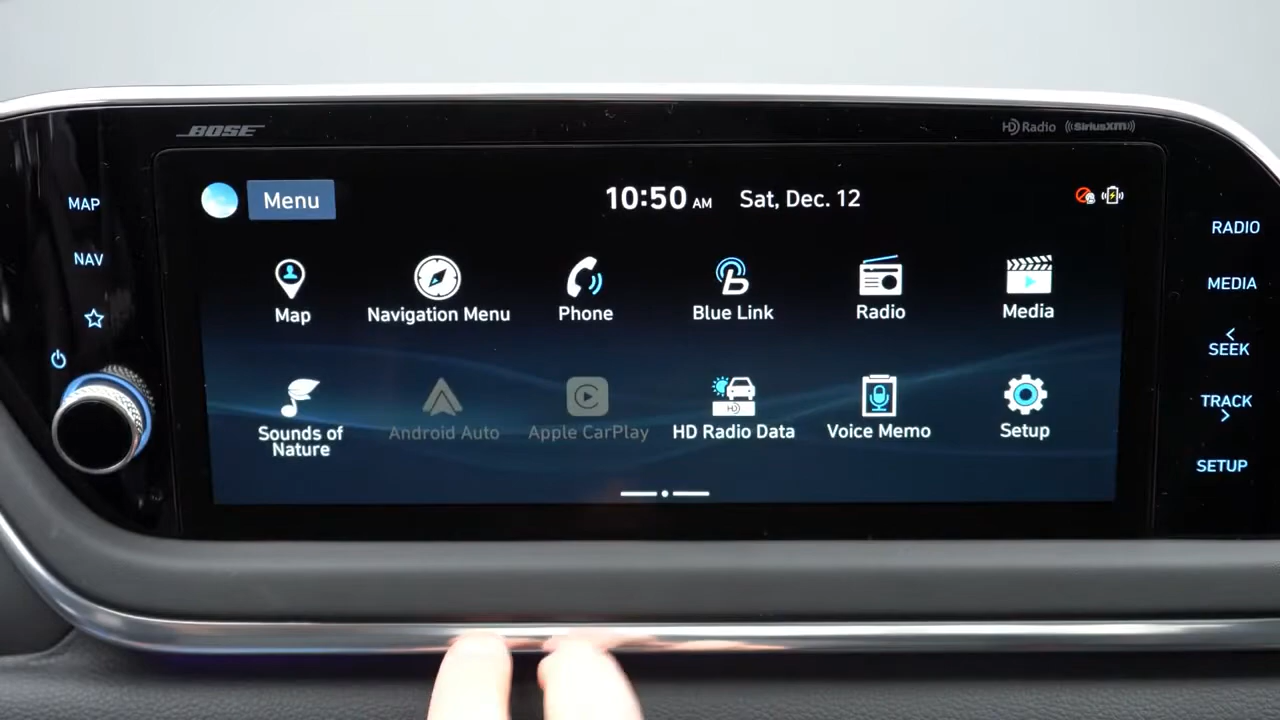 BOSE
HD Radio ((SiriusXM))
MAP
NAV
Menu
10:50 AM Sat, Dec. 12
Map
Navigation Menu
Phone
Blue Link
Radio
Media
Sounds of
Nature
Android Auto
Apple CarPlay
HD
HD Radio Data
Voice Memo
Setup
RADIO
MEDIA
< SEEK
TRACK >
SETUP